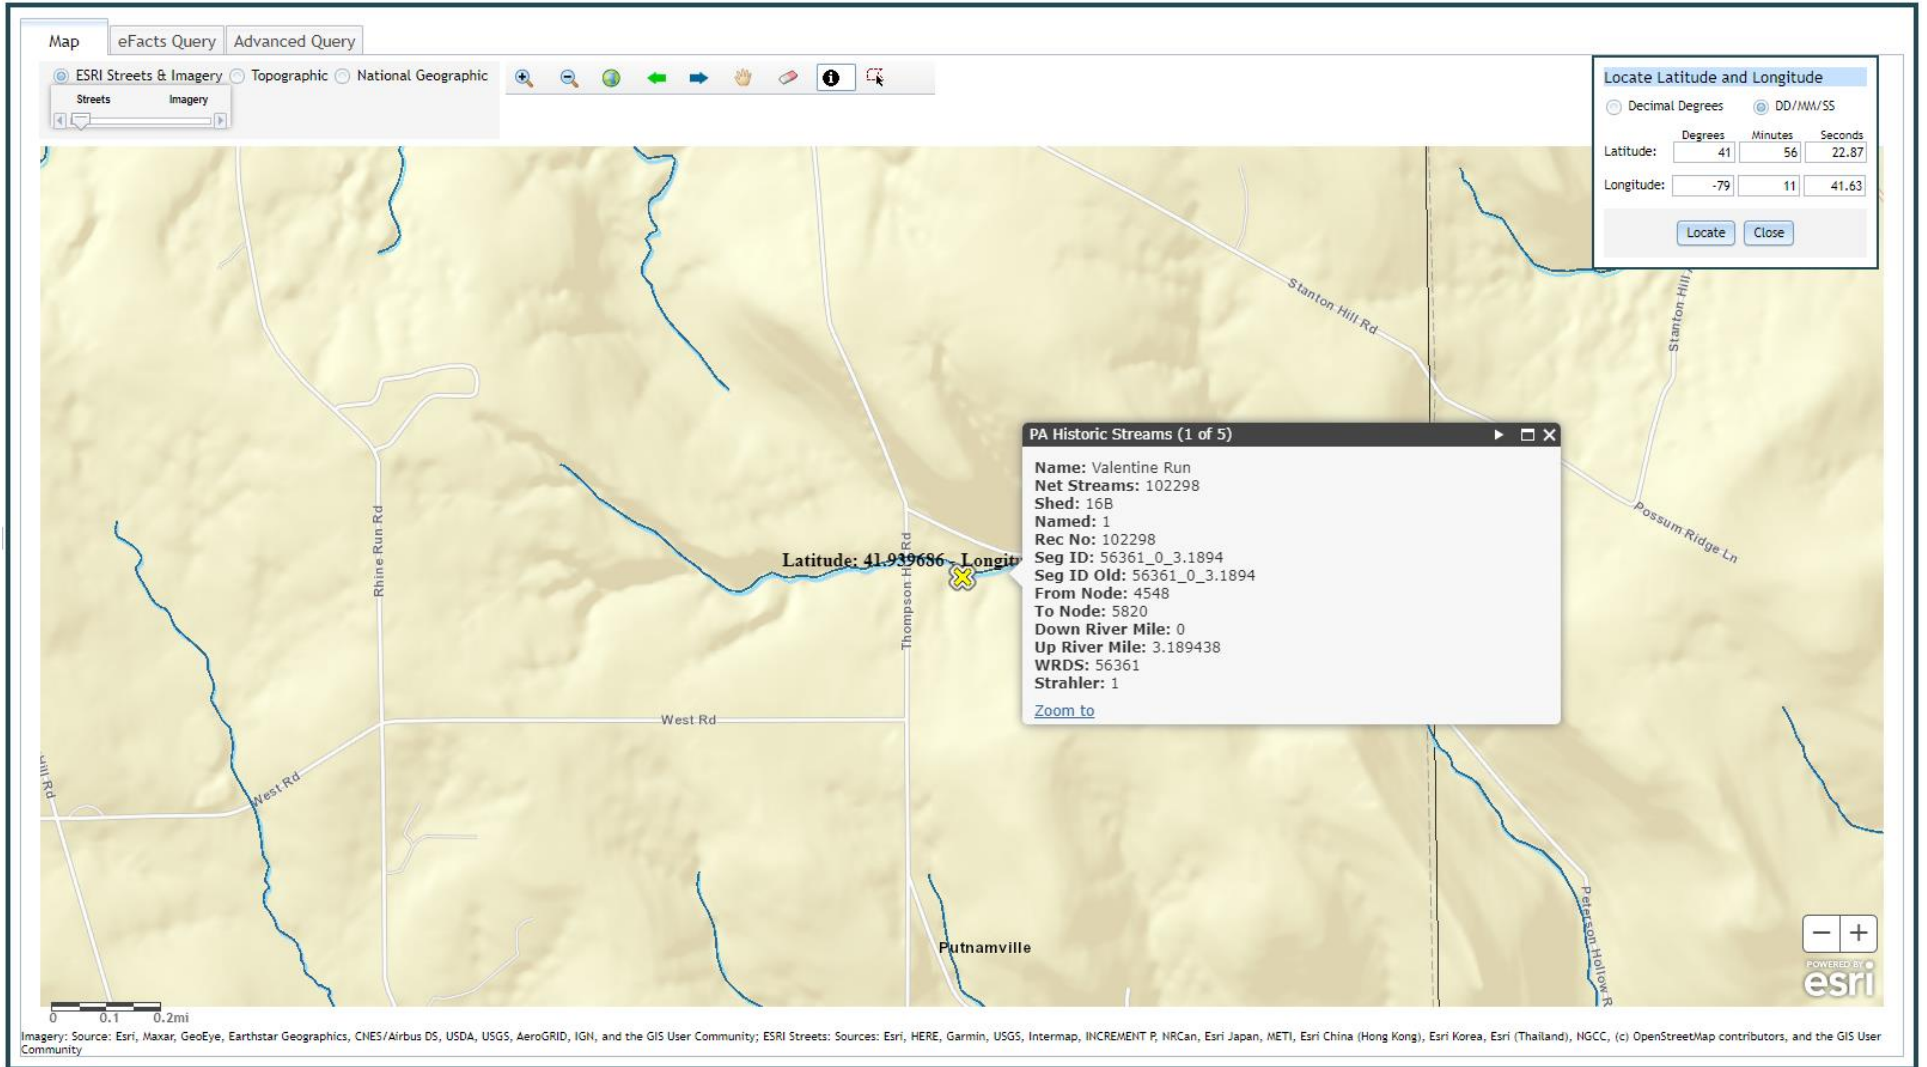 Map eFacts Query Advanced Query
ESRI Streets & Imagery Topographic National Geographic
Streets Imagery
Locate Latitude and Longitude
Decimal Degrees DD/MM/SS
Degrees Minutes Seconds
Latitude: 41 56 22.87
Longitude: -79 11 41.63
Locate Close
Stanton Hill Rd
Stanton Hill
PA Historic Streams (1 of 5)
Name: Valentine Run
Net Streams: 102298
Shed: 16B
Named: 1
Rec No: 102298
Seg ID: 56361_0_3.1894
Seg ID Old: 56361_0_3.1894
From Node: 4548
To Node: 5820
Down River Mile: 0
Up River Mile: 3.189438
WRDS: 56361
Strahler: 1
Zoom to
Possum Ridge Ln
Rhine Run Rd
Latitude: 41.939686 - Longitu
Thompson Hill Rd
West Rd
West Rd
Hill Rd
Putnamville
Peterson Hollow R
POWERED BY
esri
0 0.1 0.2mi
Imagery: Source: Esri, Maxar, GeoEye, Earthstar Geographics, CNES/Airbus DS, USDA, USGS, AeroGRID, IGN, and the GIS User Community; ESRI Streets: Sources: Esri, HERE, Garmin, USGS, Intermap, INCREMENT P, NRCan, Esri Japan, METI, Esri China (Hong Kong), Esri Korea, Esri (Thailand), NGCC, (c) OpenStreetMap contributors, and the GIS User
Community